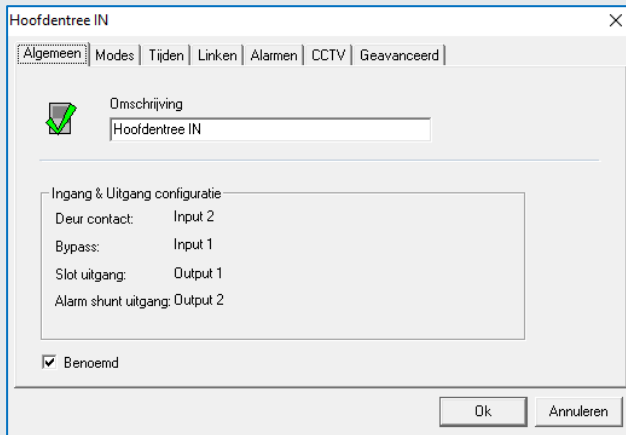 Hoofdentree IN
Algemeen Modes Tijden Linken Alarmen CCTV Geavanceerd
Omschrijving
Hoofdentree IN
Ingang & Uitgang configuratie
Deur contact: Input 2
Bypass: Input 1
Slot uitgang: Output 1
Alarm shunt uitgang: Output 2
Benoemd
Ok Annuleren